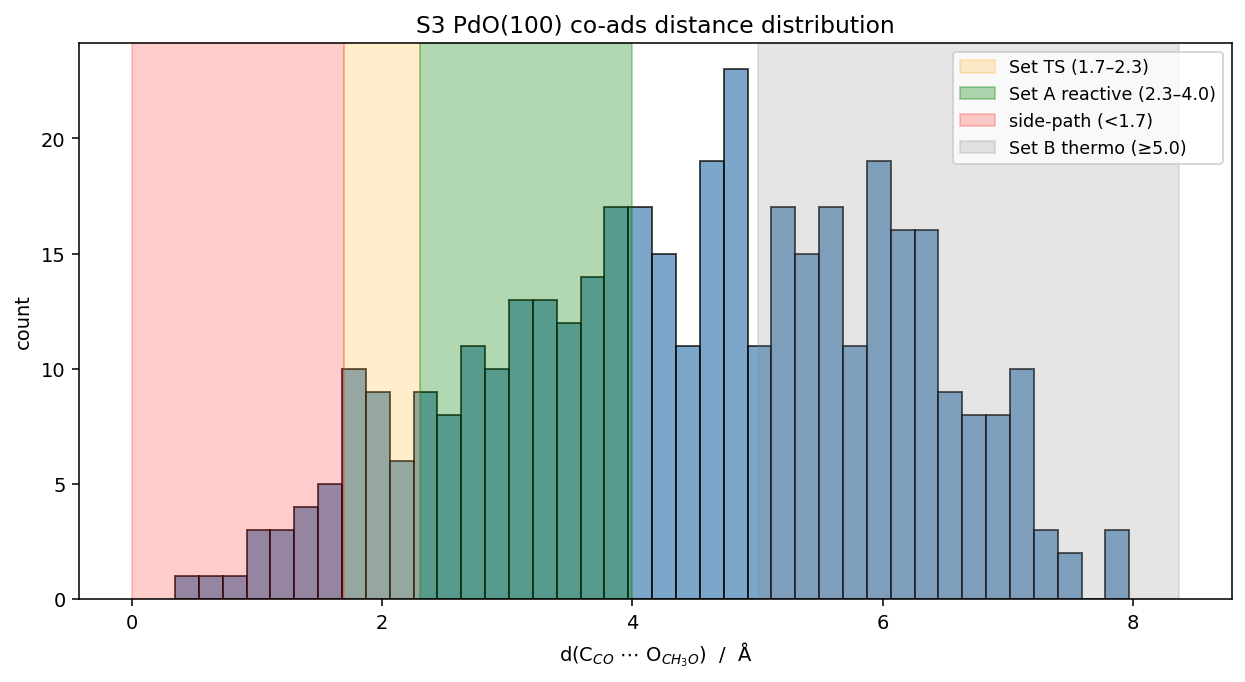 S3 PdO(100) co-ads distance distribution
Set TS (1.7–2.3)
Set A reactive (2.3–4.0)
side-path (<1.7)
Set B thermo (≥5.0)
count
20
15
10
5
0
0 2 4 6 8
d(C_CO ⋯ O_CH₃O) / Å